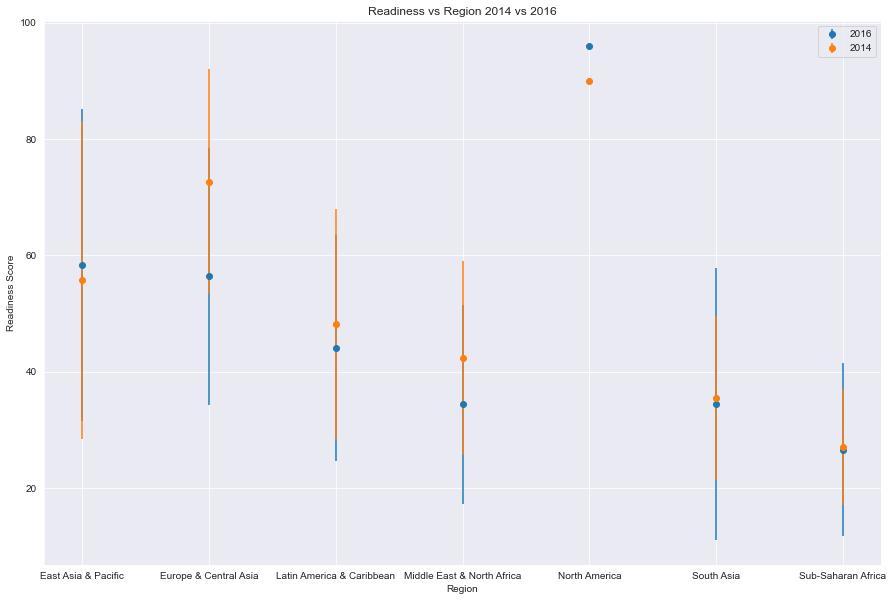 Readiness vs Region 2014 vs 2016
2016
2014
100
80
60
40
20
Readiness Score
East Asia & Pacific
Europe & Central Asia
Latin America & Caribbean
Middle East & North Africa
North America
South Asia
Sub-Saharan Africa
Region